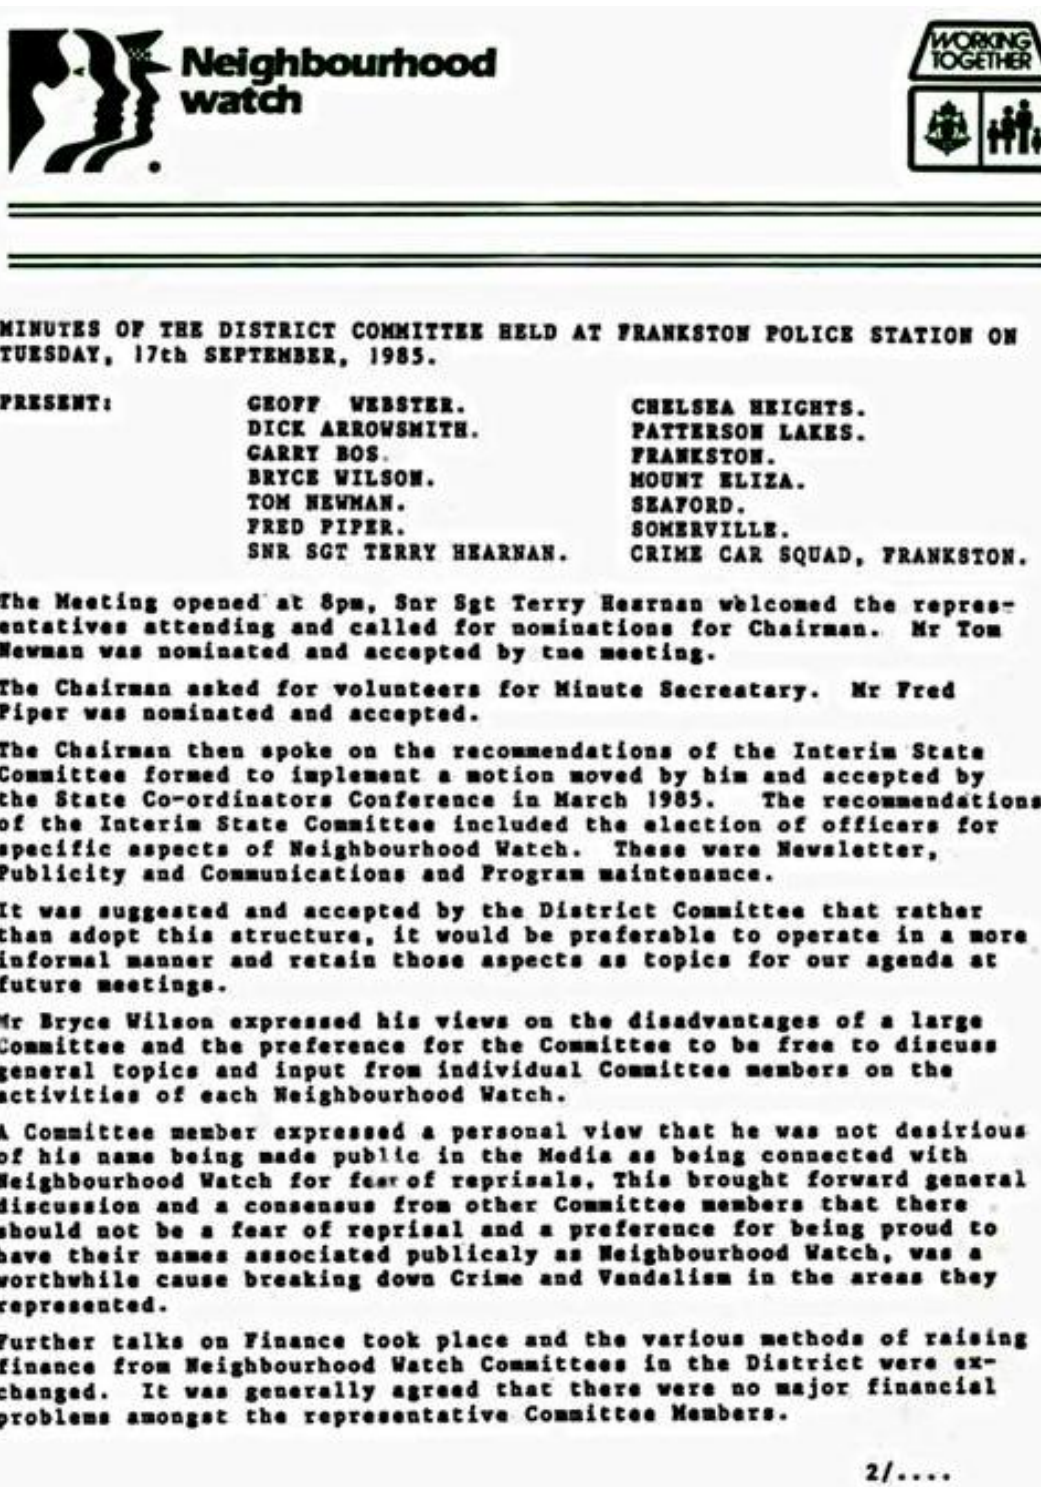 Neighbourhood
watch
WORKING
TOGETHER
MINUTES OF THE DISTRICT COMMITTEE HELD AT FRANKSTON POLICE STATION ON
TUESDAY, 17th SEPTEMBER, 1985.
PRESENT: GEOFF WEBSTER. CHELSEA HEIGHTS.
DICK ARROWSMITH. PATTERSON LAKES.
GARRY BOS. FRANKSTON.
BRYCE WILSON. MOUNT ELIZA.
TOM NEWMAN. SEAFORD.
FRED PIPER. SOMERVILLE.
SNR SGT TERRY HEARNAN. CRIME CAR SQUAD, FRANKSTON.
The Meeting opened at 8pm, Snr Sgt Terry Hearnan welcomed the repres-
entatives attending and called for nominations for Chairman. Mr Tom
Newman was nominated and accepted by tne meeting.
The Chairman asked for volunteers for Minute Secreatary. Mr Fred
Piper was nominated and accepted.
The Chairman then spoke on the recommendations of the Interim State
Committee formed to implement a motion moved by him and accepted by
the State Co-ordinators Conference in March 1985. The recommendations
of the Interim State Committee included the election of officers for
specific aspects of Neighbourhood Watch. These were Newsletter,
Publicity and Communications and Program maintenance.
It was suggested and accepted by the District Committee that rather
than adopt this structure, it would be preferable to operate in a more
informal manner and retain those aspects as topics for our agenda at
future meetings.
Mr Bryce Wilson expressed his views on the disadvantages of a large
Committee and the preference for the Committee to be free to discuss
general topics and input from individual Committee members on the
activities of each Neighbourhood Watch.
A Committee member expressed a personal view that he was not desirious
of his name being made public in the Media as being connected with
Neighbourhood Watch for fear of reprisals. This brought forward general
discussion and a consensus from other Committee members that there
should not be a fear of reprisal and a preference for being proud to
have their names associated publicaly as Neighbourhood Watch, was a
worthwhile cause breaking down Crime and Vandalism in the areas they
represented.
Further talks on Finance took place and the various methods of raising
finance from Neighbourhood Watch Committees in the District were ex-
changed. It was generally agreed that there were no major financial
problems amongst the representative Committee Members.
2/....